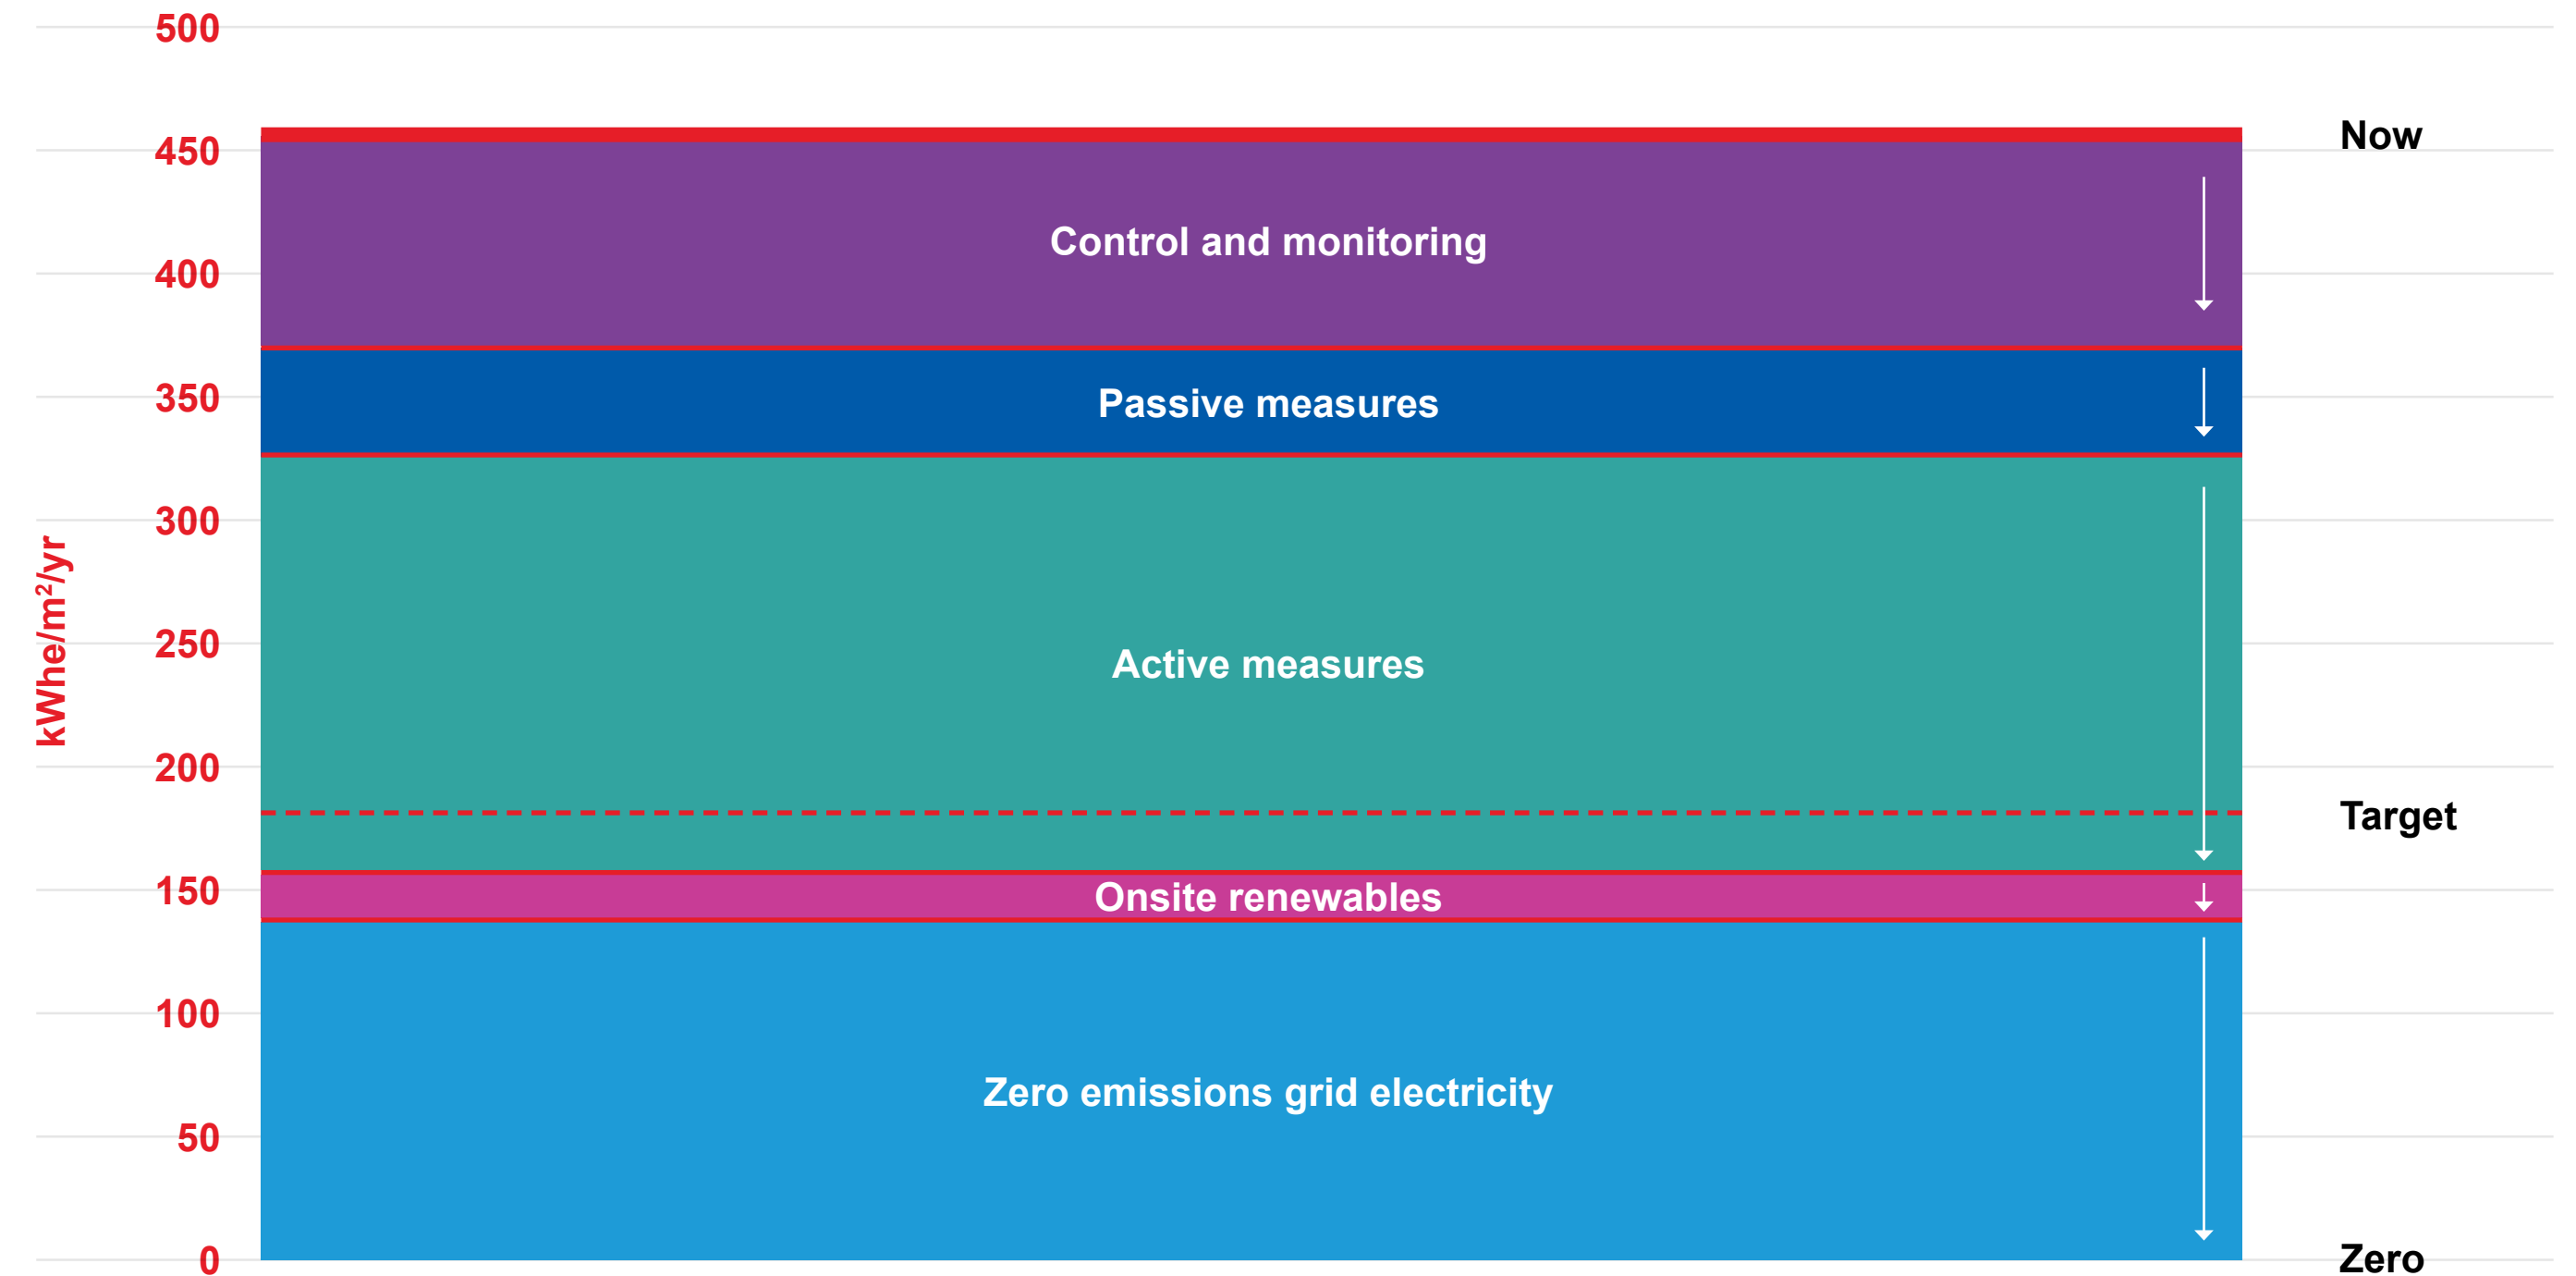 500
450
Now
Control and monitoring
400
350
Passive measures
300
kWhe/m²/yr
250
Active measures
200
Target
150
Onsite renewables
100
Zero emissions grid electricity
50
0
Zero